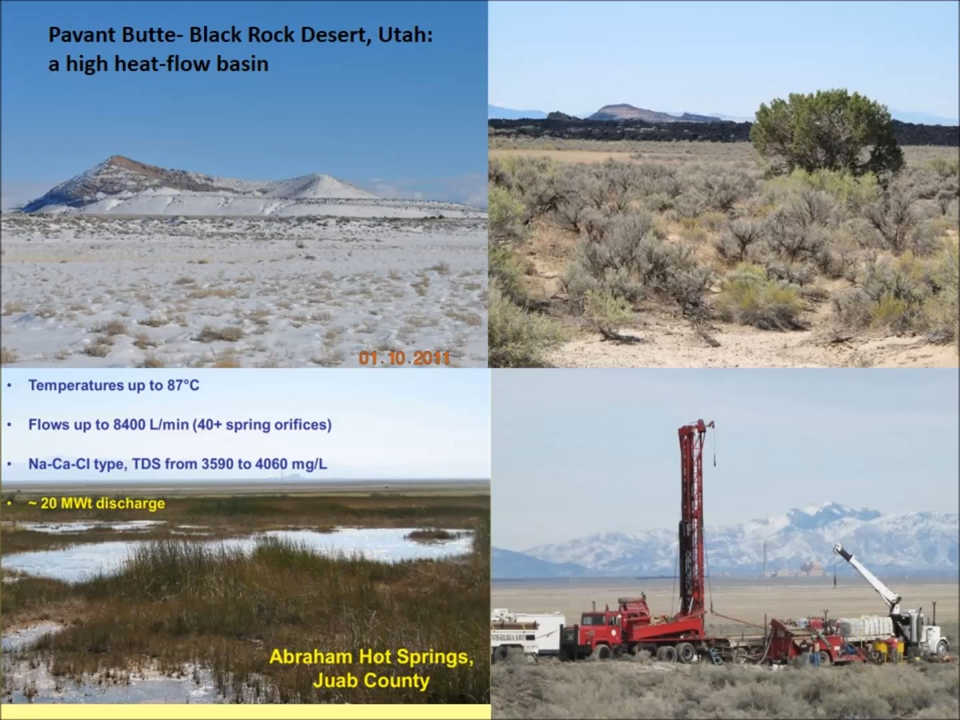 Pavant Butte- Black Rock Desert, Utah:
a high heat-flow basin
01.10.2011
• Temperatures up to 87°C
• Flows up to 8400 L/min (40+ spring orifices)
• Na-Ca-Cl type, TDS from 3590 to 4060 mg/L
• ~ 20 MWt discharge
Abraham Hot Springs,
Juab County